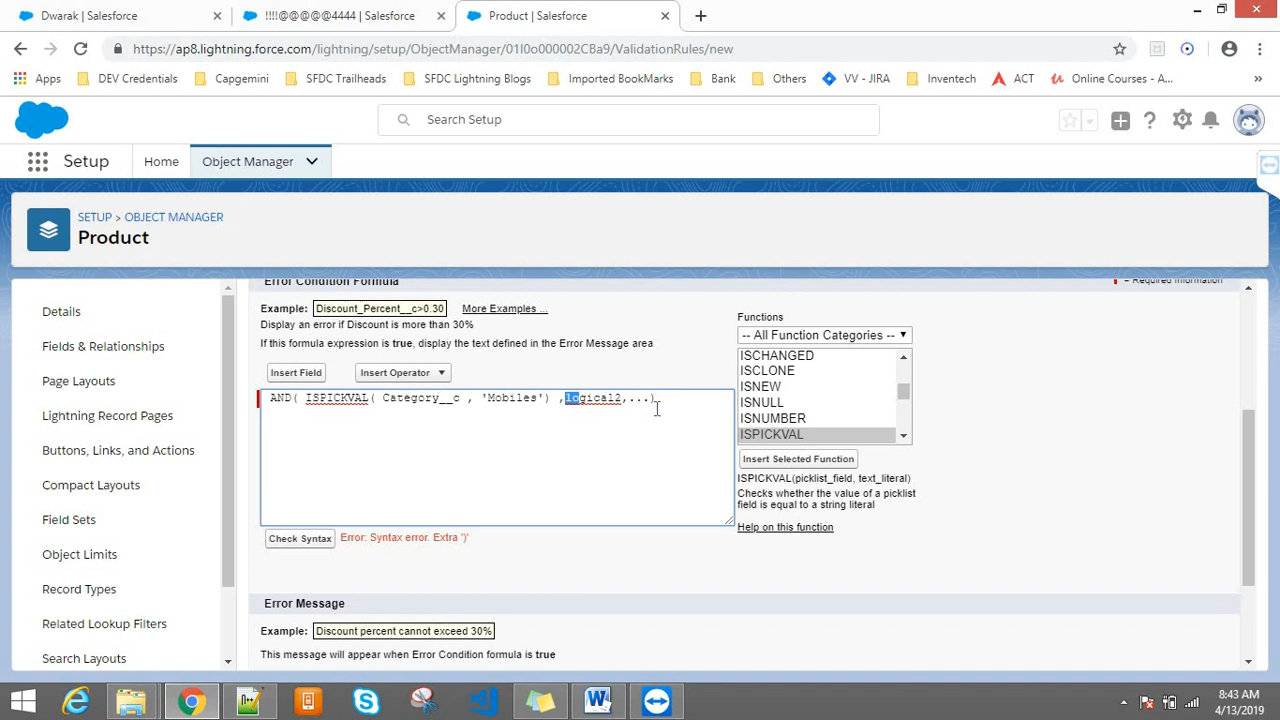 Dwarak | Salesforce
!!!!@@@@@4444 | Salesforce
Product | Salesforce
https://ap8.lightning.force.com/lightning/setup/ObjectManager/01I0o000002CBa9/ValidationRules/new
Apps
DEV Credentials
Capgemini
SFDC Trailheads
SFDC Lightning Blogs
Imported BookMarks
Bank
Others
VV - JIRA
Inventech
ACT
Online Courses - A...
Search Setup
Setup
Home
Object Manager
SETUP > OBJECT MANAGER
Product
Details
Fields & Relationships
Page Layouts
Lightning Record Pages
Buttons, Links, and Actions
Compact Layouts
Field Sets
Object Limits
Record Types
Related Lookup Filters
Search Layouts
Error Condition Formula
= Required Information
Example: Discount_Percent__c>0.30 More Examples ...
Display an error if Discount is more than 30%
If this formula expression is true, display the text defined in the Error Message area
Insert Field
Insert Operator
AND( ISPICKVAL( Category__c , 'Mobiles') ,logical2,...)
Check Syntax
Error: Syntax error. Extra ')'
Functions
-- All Function Categories --
ISCHANGED
ISCLONE
ISNEW
ISNULL
ISNUMBER
ISPICKVAL
Insert Selected Function
ISPICKVAL(picklist_field, text_literal)
Checks whether the value of a picklist
field is equal to a string literal
Help on this function
Error Message
Example: Discount percent cannot exceed 30%
This message will appear when Error Condition formula is true
8:43 AM
4/13/2019